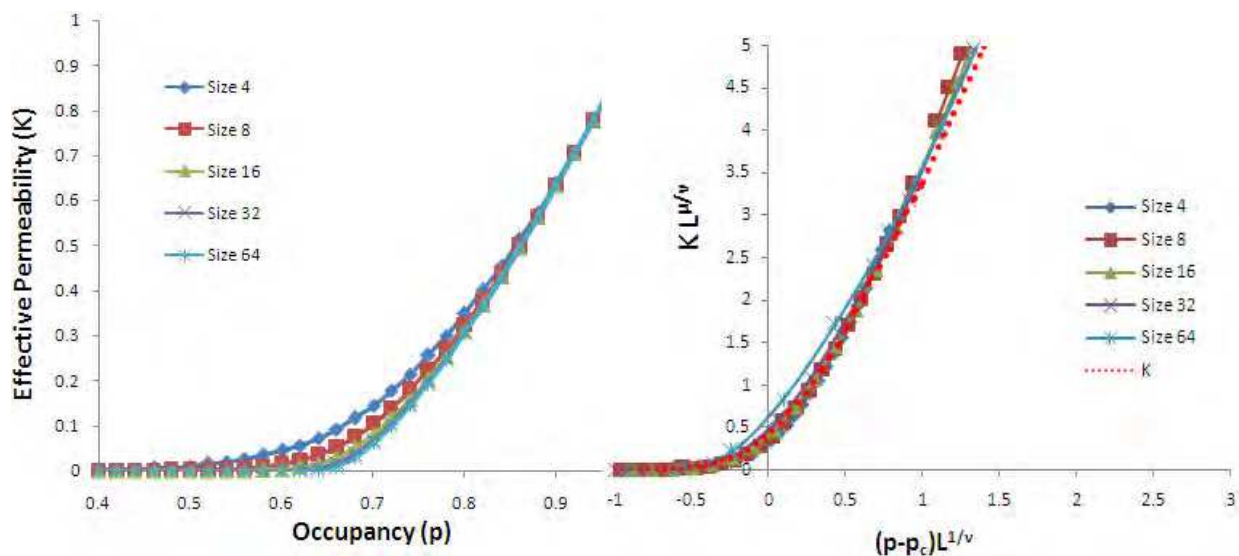 1
0.9
0.8
0.7
0.6
0.5
0.4
0.3
0.2
0.1
0
Effective Permeability (K)
Size 4
Size 8
Size 16
Size 32
Size 64
0.4 0.5 0.6 0.7 0.8 0.9
Occupancy (p)
5
4.5
4
3.5
3
2.5
2
1.5
1
0.5
0
K L^μ/ν
Size 4
Size 8
Size 16
Size 32
Size 64
K
-1 -0.5 0 0.5 1 1.5 2 2.5 3
(p-pc)L^1/ν